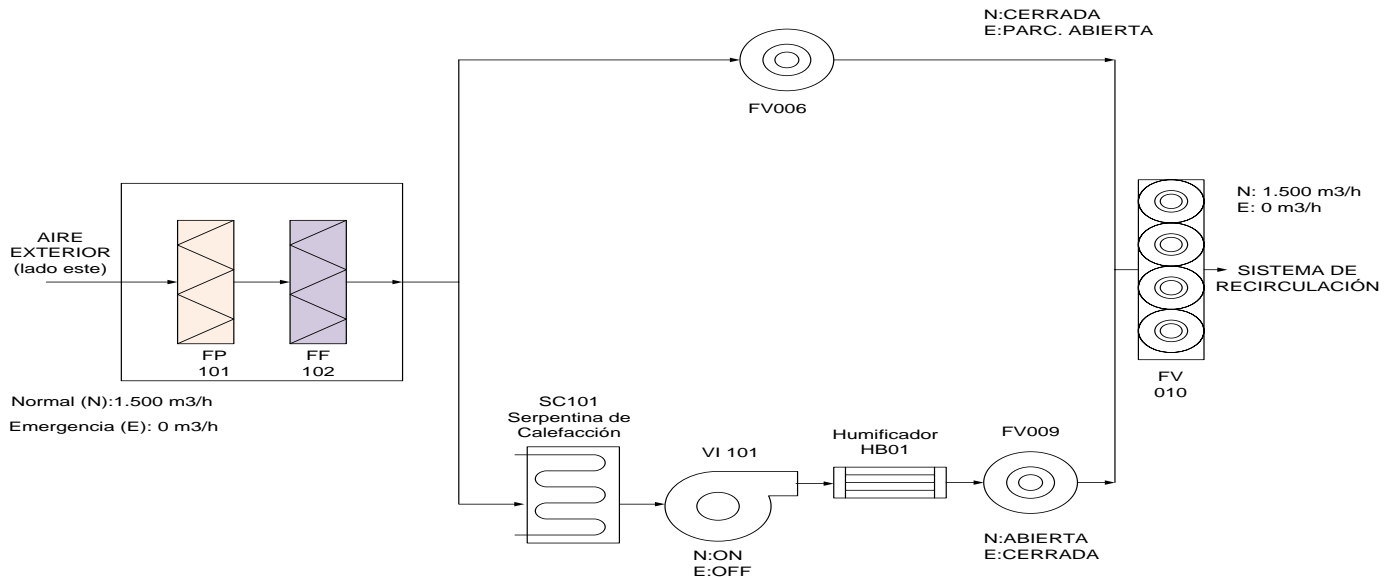 N:CERRADA
E:PARC. ABIERTA
FV006
N: 1.500 m3/h
E: 0 m3/h
AIRE
EXTERIOR
(lado este)
SISTEMA DE
RECIRCULACIÓN
FP
101
FF
102
FV
010
Normal (N):1.500 m3/h
Emergencia (E): 0 m3/h
SC101
Serpentina de
Calefacción
VI 101
Humificador
HB01
FV009
N:ON
E:OFF
N:ABIERTA
E:CERRADA